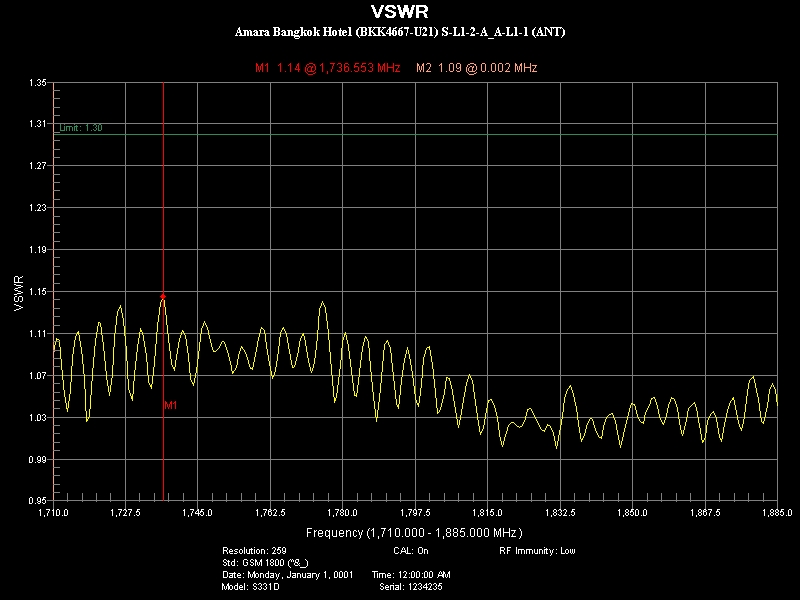 VSWR
Amara Bangkok Hotel (BKK4667-U21) S-L1-2-A_A-L1-1 (ANT)
M1 1.14 @ 1,736.553 MHz M2 1.09 @ 0.002 MHz
1.35
1.31
Limit: 1.30
1.27
1.23
1.19
1.15
VSWR
1.11
1.07
M1
1.03
0.99
0.95
1,710.0 1,727.5 1,745.0 1,762.5 1,780.0 1,797.5 1,815.0 1,832.5 1,850.0 1,867.5 1,885.0
Frequency (1,710.000 - 1,885.000 MHz)
Resolution: 259 CAL: On RF Immunity: Low
Std: GSM 1800 (^&_)
Date: Monday, January 1, 0001 Time: 12:00:00 AM
Model: S331D Serial: 1234235